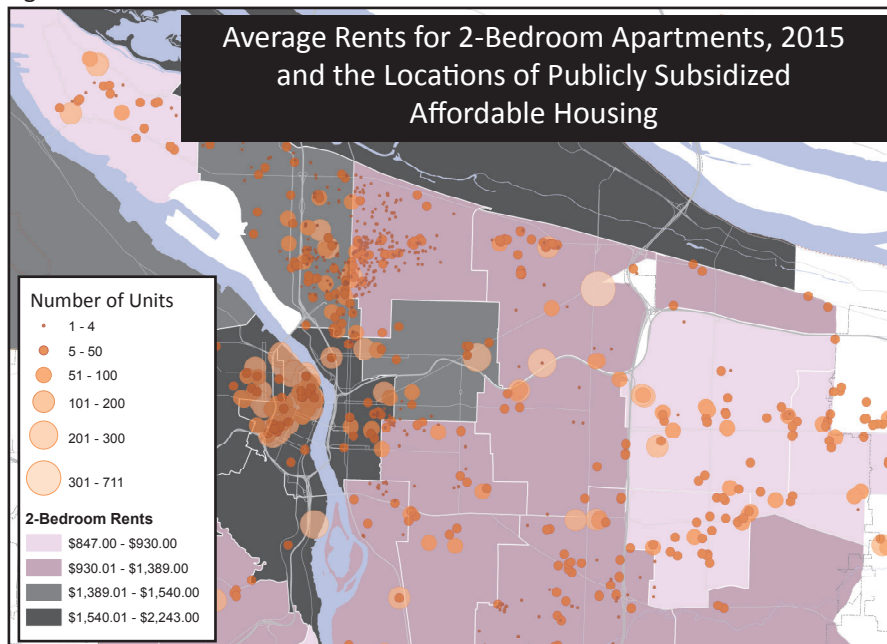 Average Rents for 2-Bedroom Apartments, 2015
and the Locations of Publicly Subsidized
Affordable Housing
Number of Units
1 - 4
5 - 50
51 - 100
101 - 200
201 - 300
301 - 711
2-Bedroom Rents
$847.00 - $930.00
$930.01 - $1,389.00
$1,389.01 - $1,540.00
$1,540.01 - $2,243.00